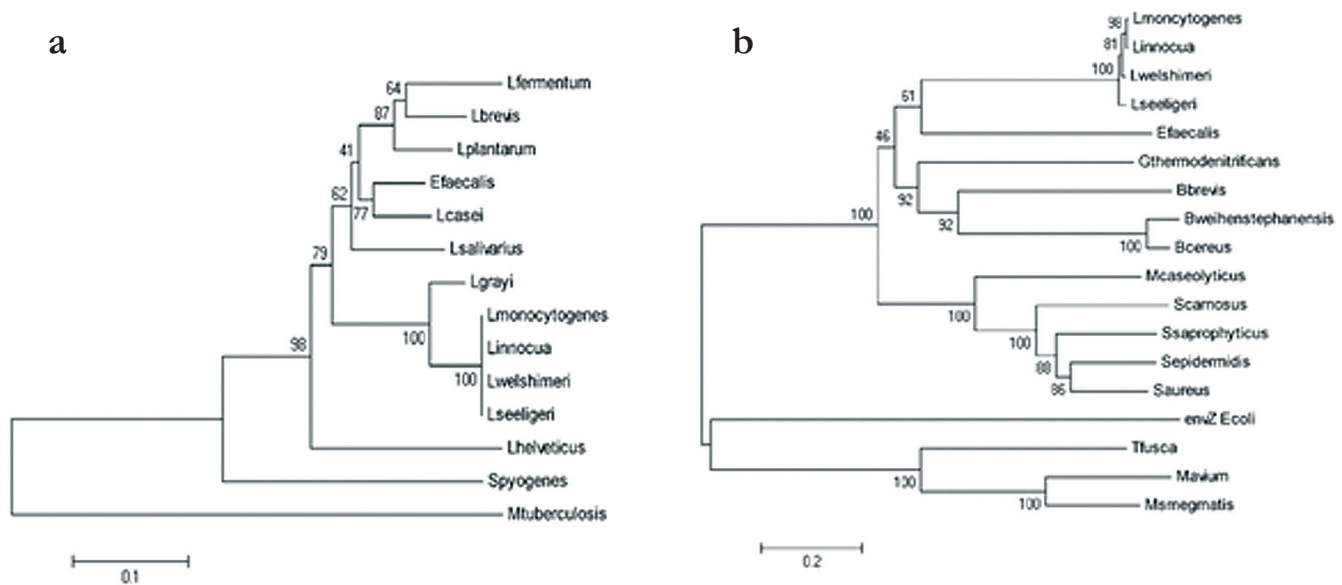 a
64
Lfermentum
87
Lbrevis
41
Lplantarum
62
Efaecalis
77
Lcasei
79
Lsalivarius
Lgrayi
98
100
Lmonocytogenes
Linnocua
100
Lwelshimeri
Lseeligeri
Lhelveticus
Spyogenes
Mtuberculosis
0.1
b
98
Lmoncytogenes
81
Linnocua
100
Lwelshimeri
Lseeligeri
61
Efaecalis
46
Gthermodenitrificans
92
Bbrevis
100
92
Bweihenstephanensis
100
Bcereus
Mcaseolyticus
100
Scarnosus
100
Ssaprophyticus
88
Sepidermidis
86
Saureus
envZ Ecoli
Tfusca
100
Mavium
100
Msmegmatis
0.2